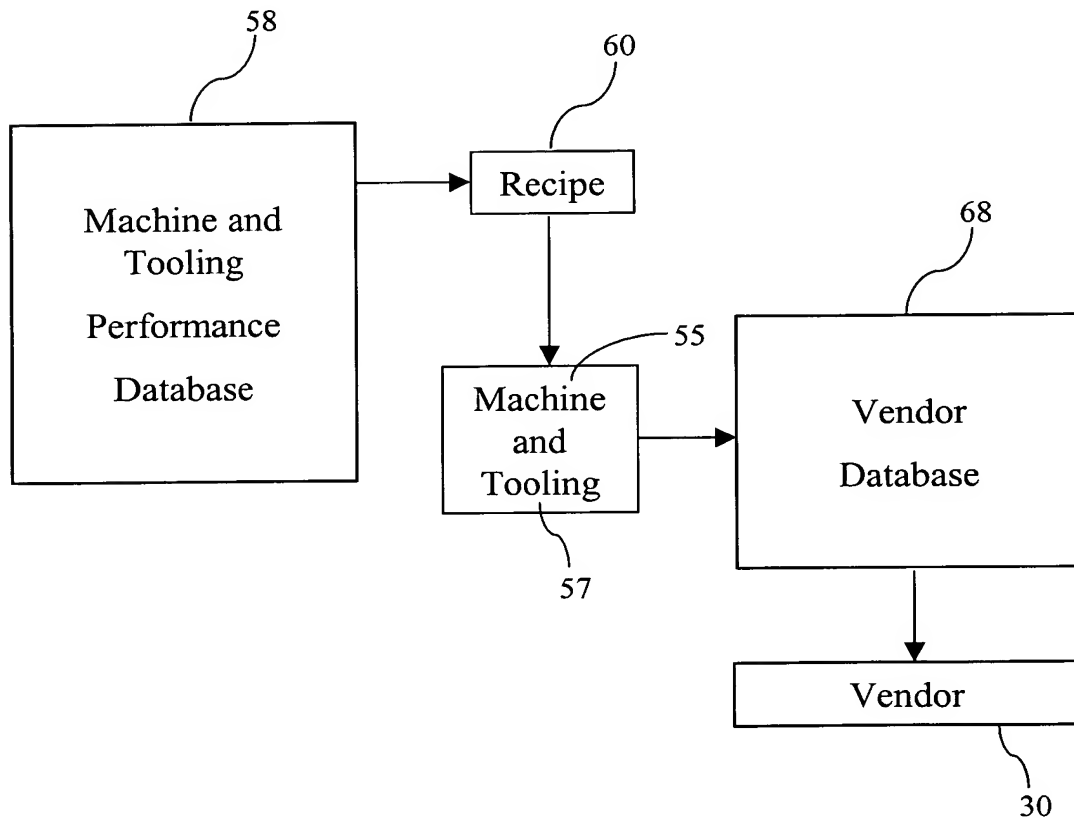 58
Machine and
Tooling
Performance
Database
60
Recipe
55
Machine
and
Tooling
57
68
Vendor
Database
Vendor
30